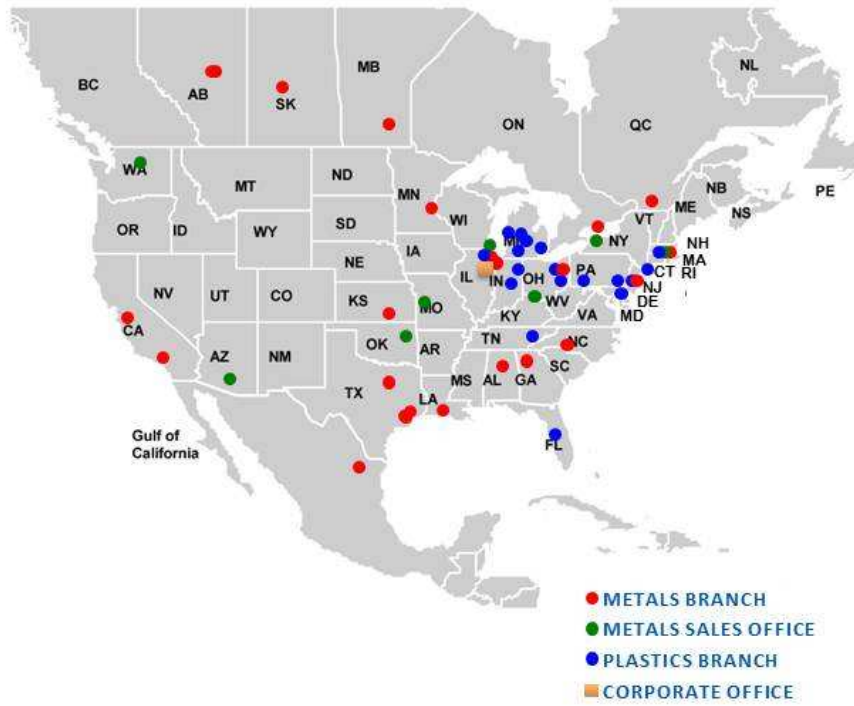 NL
MB
BC
AB
SK
ON
QC
WA
NB
PE
MT
ND
MN
ME
VT
NS
OR
ID
WY
SD
WI
MI
NY
NH
MA
RI
CT
IA
NE
IL
IN
OH
PA
NJ
DE
MD
NV
UT
CO
KS
MO
WV
KY
VA
CA
AZ
NM
OK
AR
TN
NC
SC
TX
LA
MS
AL
GA
FL
Gulf of
California
METALS BRANCH
METALS SALES OFFICE
PLASTICS BRANCH
CORPORATE OFFICE